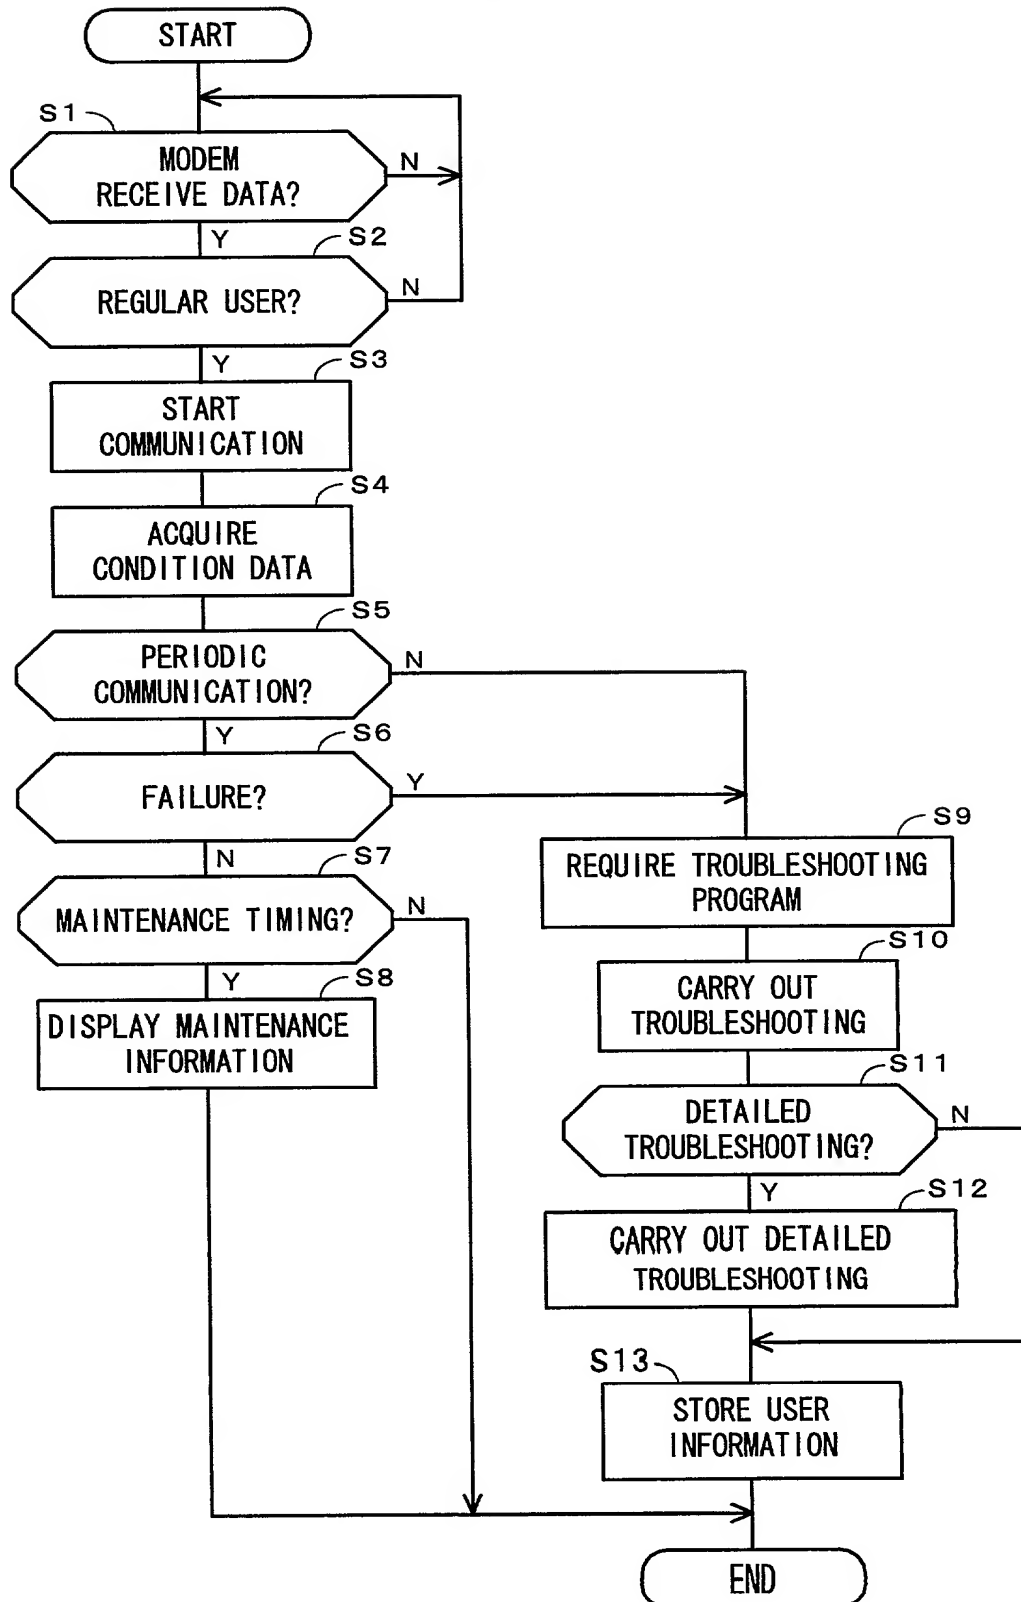 START
S1
MODEM
RECEIVE DATA?
N
Y
S2
REGULAR USER?
N
Y
S3
START
COMMUNICATION
S4
ACQUIRE
CONDITION DATA
S5
PERIODIC
COMMUNICATION?
N
Y
S6
FAILURE?
Y
N
S7
MAINTENANCE TIMING?
N
Y
S8
DISPLAY MAINTENANCE
INFORMATION
S9
REQUIRE TROUBLESHOOTING
PROGRAM
S10
CARRY OUT
TROUBLESHOOTING
S11
DETAILED
TROUBLESHOOTING?
N
Y
S12
CARRY OUT DETAILED
TROUBLESHOOTING
S13
STORE USER
INFORMATION
END